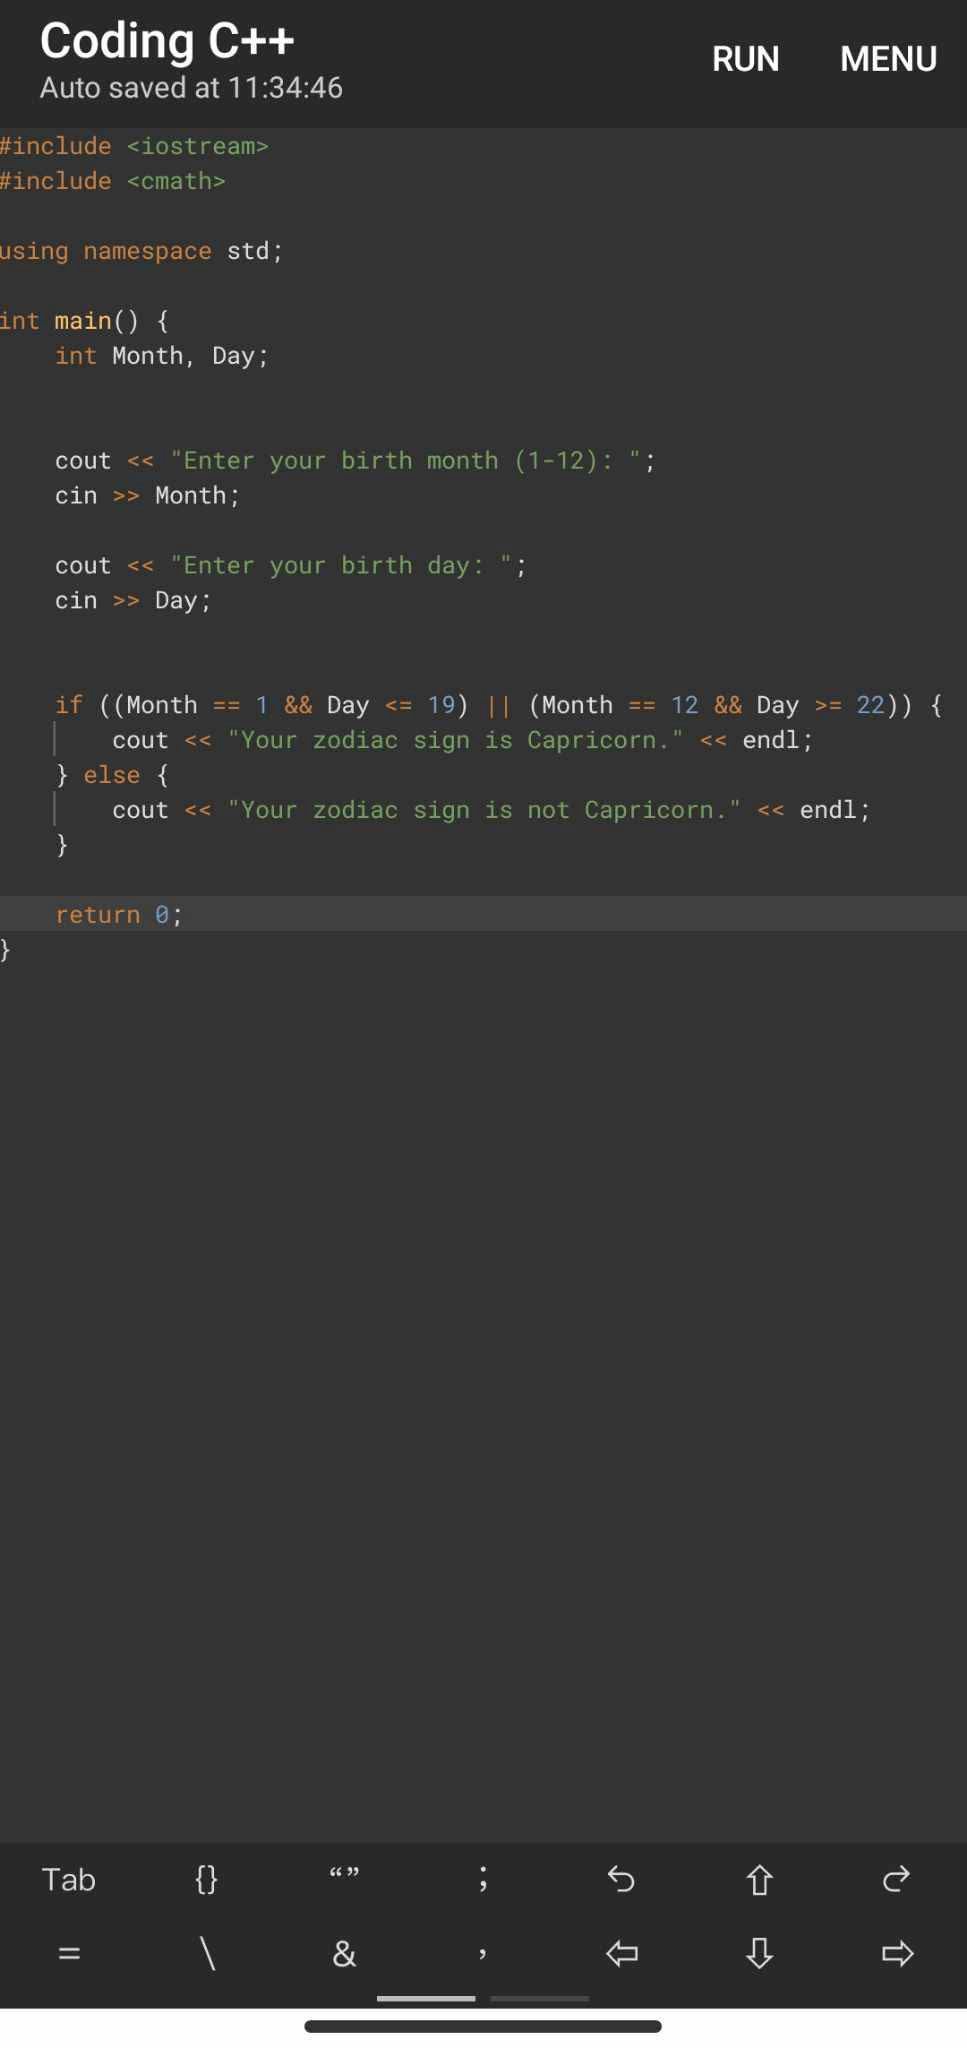 Coding C++
Auto saved at 11:34:46
RUN MENU
#include <iostream>
#include <cmath>
using namespace std;
int main() {
    int Month, Day;
    cout << "Enter your birth month (1-12): ";
    cin >> Month;
    cout << "Enter your birth day: ";
    cin >> Day;
    if ((Month == 1 && Day <= 19) || (Month == 12 && Day >= 22)) {
        cout << "Your zodiac sign is Capricorn." << endl;
    } else {
        cout << "Your zodiac sign is not Capricorn." << endl;
    }
    return 0;
}
Tab {} “” ;
= \ & ,